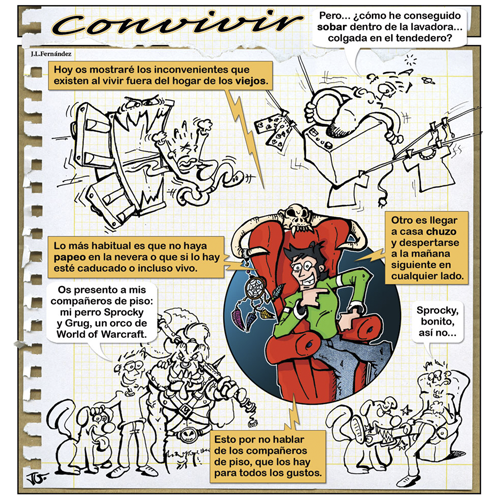 Convivir
J.L.Fernández
Pero... ¿cómo he conseguido
sobar dentro de la lavadora...
colgada en el tendedero?
Hoy os mostraré los inconvenientes que
existen al vivir fuera del hogar de los viejos.
Lo más habitual es que no haya
papeo en la nevera o que si lo hay
esté caducado o incluso vivo.
Otro es llegar
a casa chuzo y
despertarse
a la mañana
siguiente en
cualquier lado.
Os presento a mis
compañeros de piso:
mi perro Sprocky
y Grug, un orco de
World of Warcraft.
Sprocky,
bonito,
así no...
Esto por no hablar
de los compañeros
de piso, que los hay
para todos los gustos.